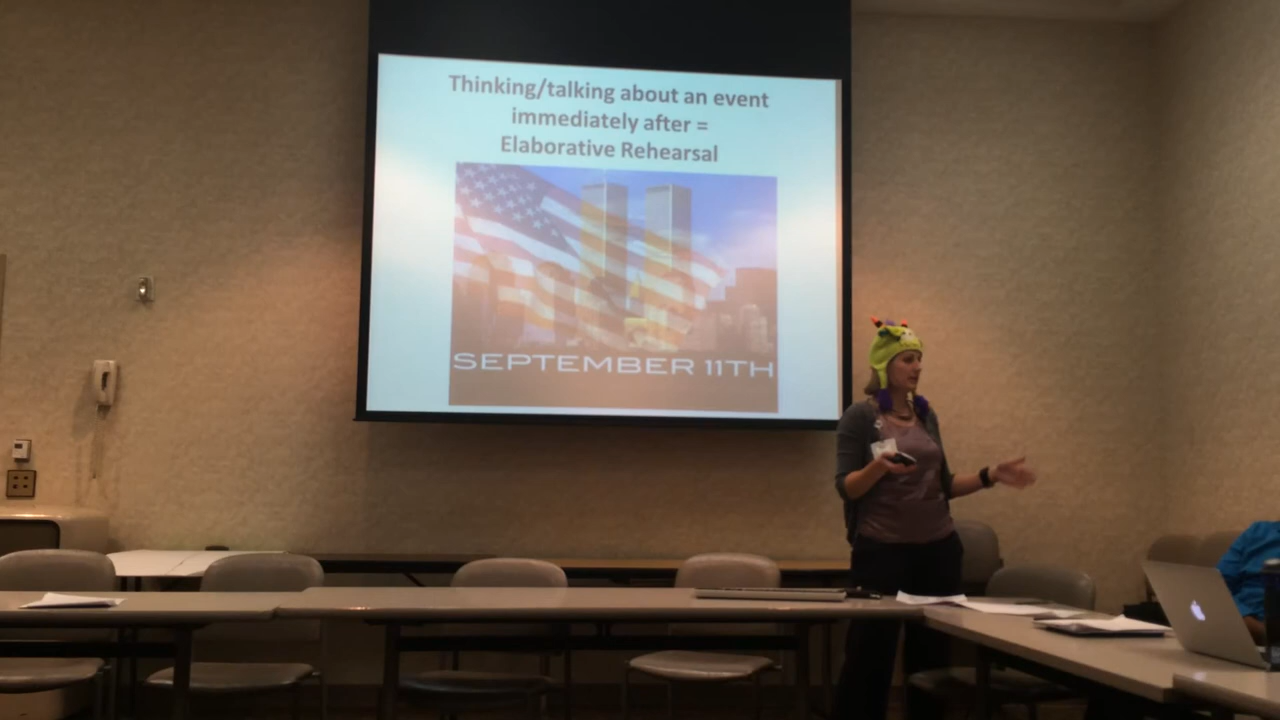 Thinking/talking about an event
immediately after =
Elaborative Rehearsal
SEPTEMBER 11TH